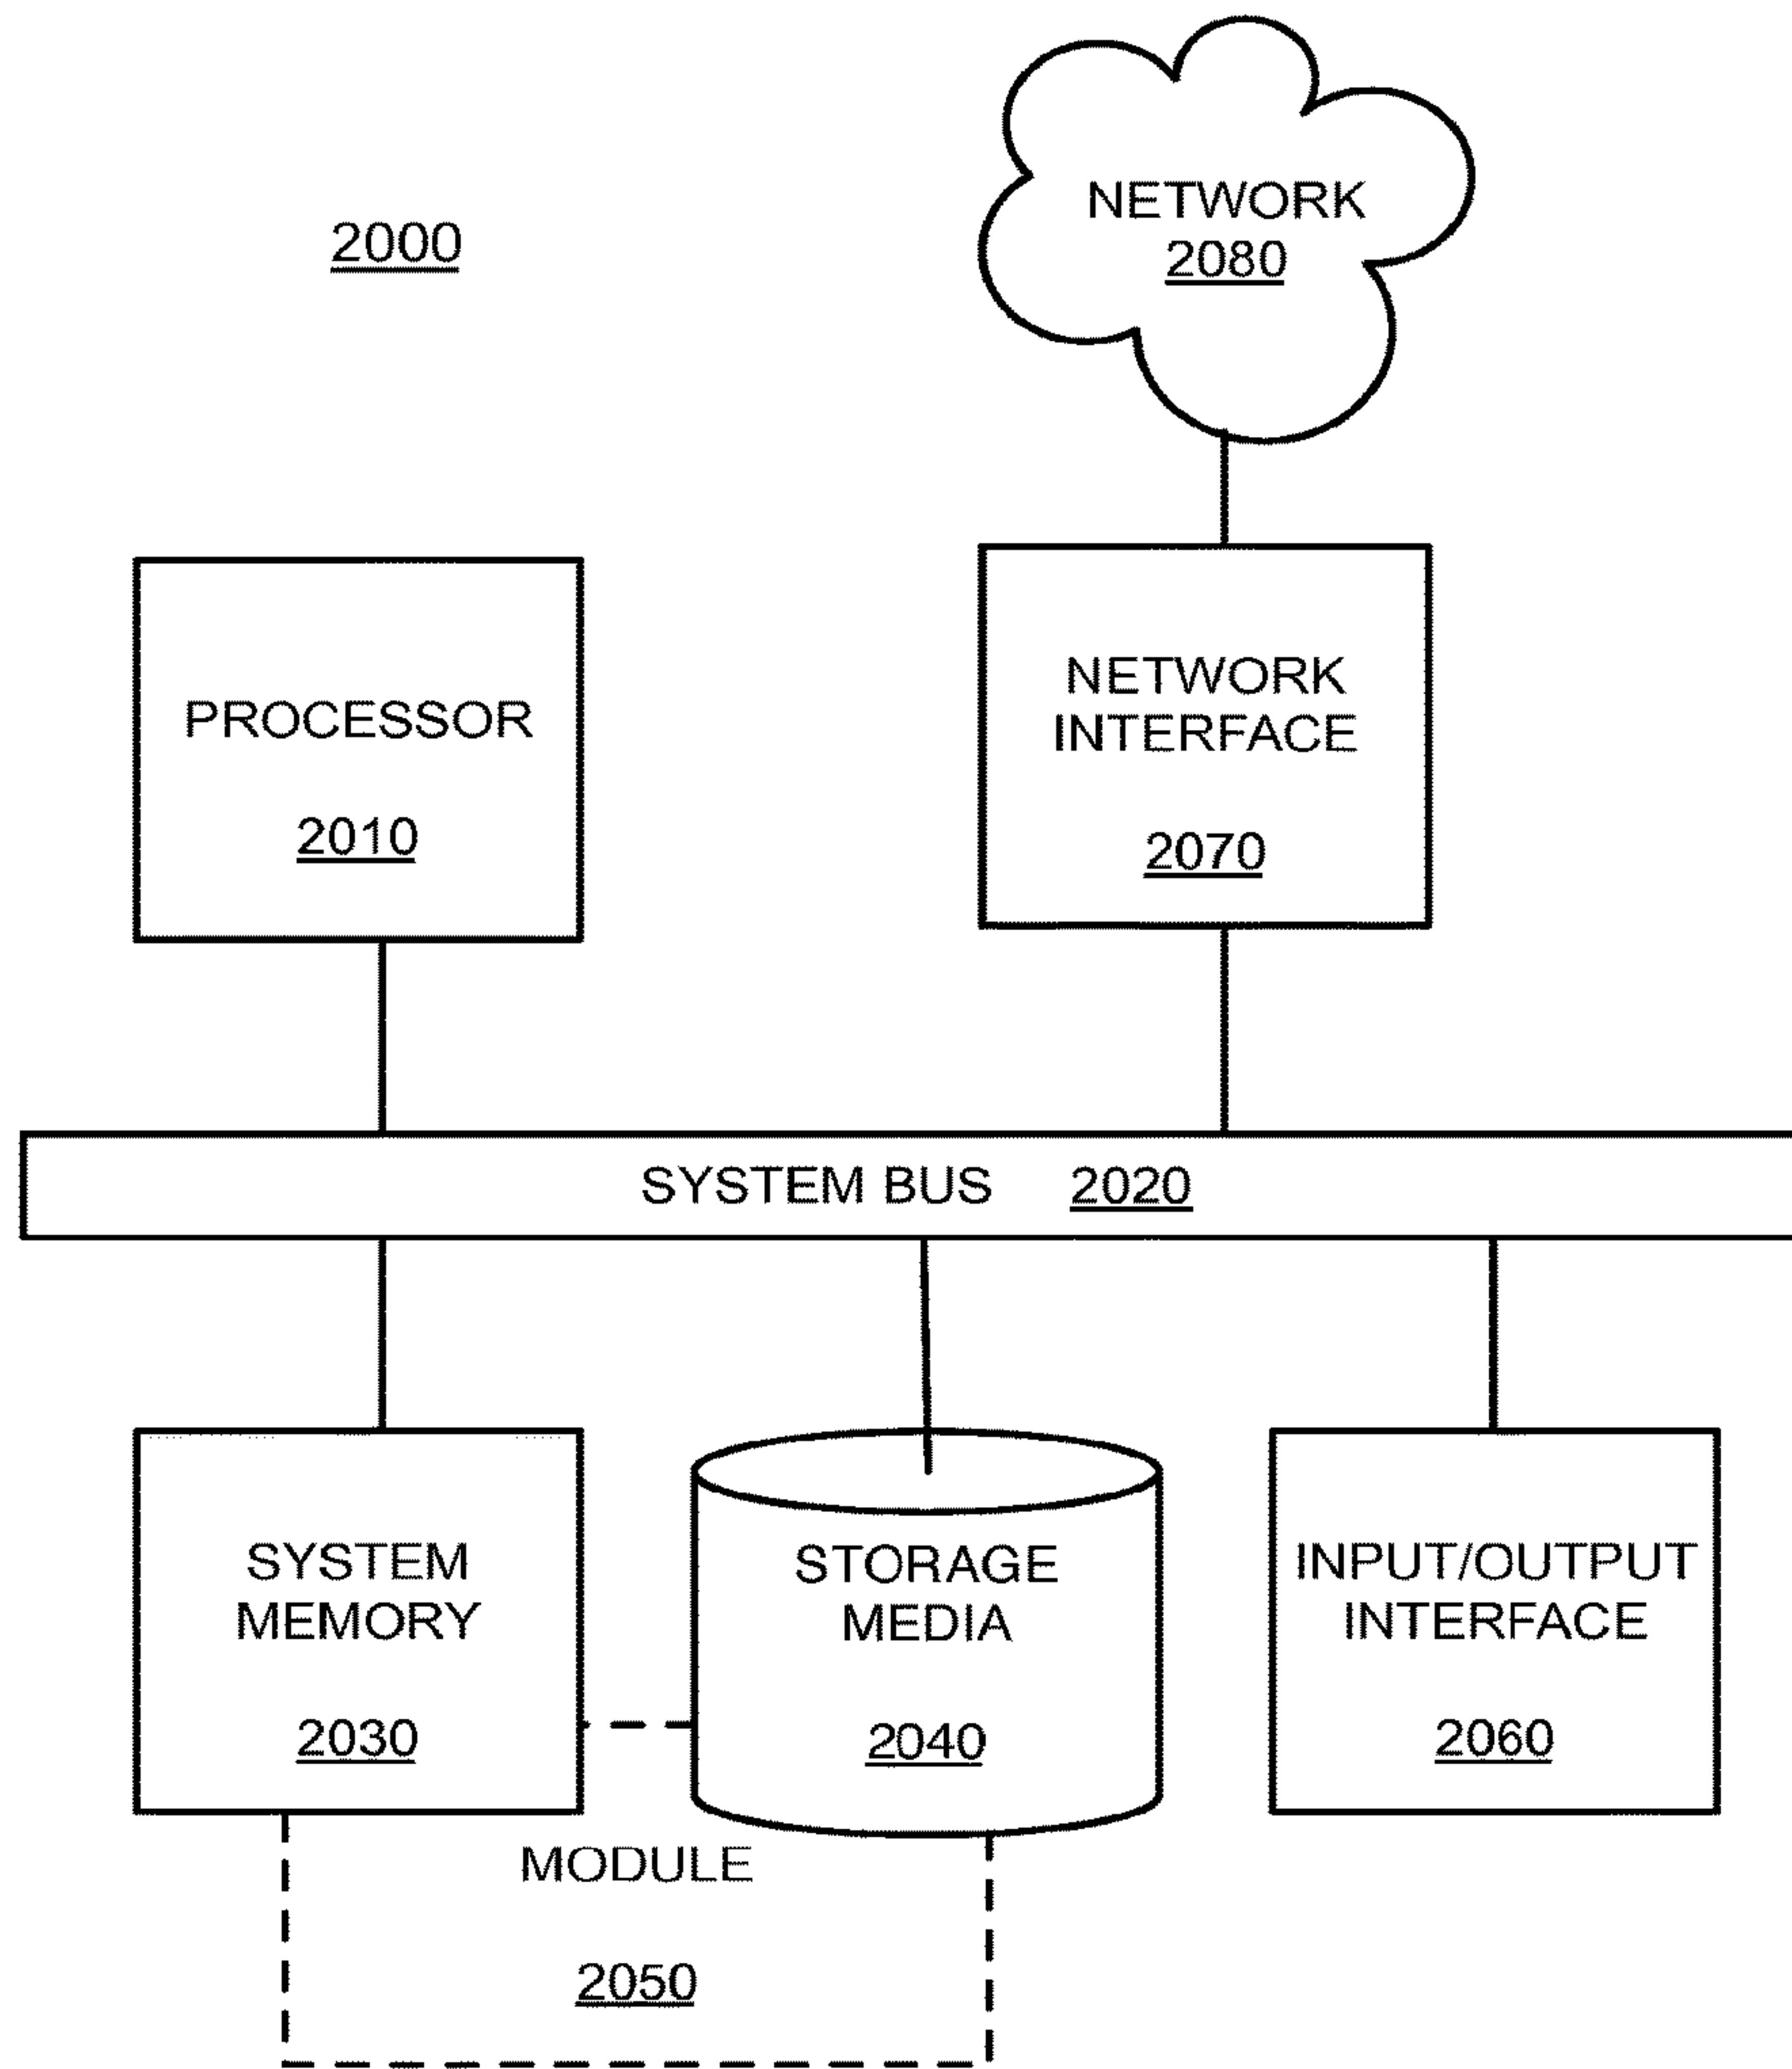 NETWORK
2080
2000
PROCESSOR
2010
NETWORK
INTERFACE
2070
SYSTEM BUS 2020
SYSTEM
MEMORY
2030
STORAGE
MEDIA
2040
INPUT/OUTPUT
INTERFACE
2060
MODULE
2050